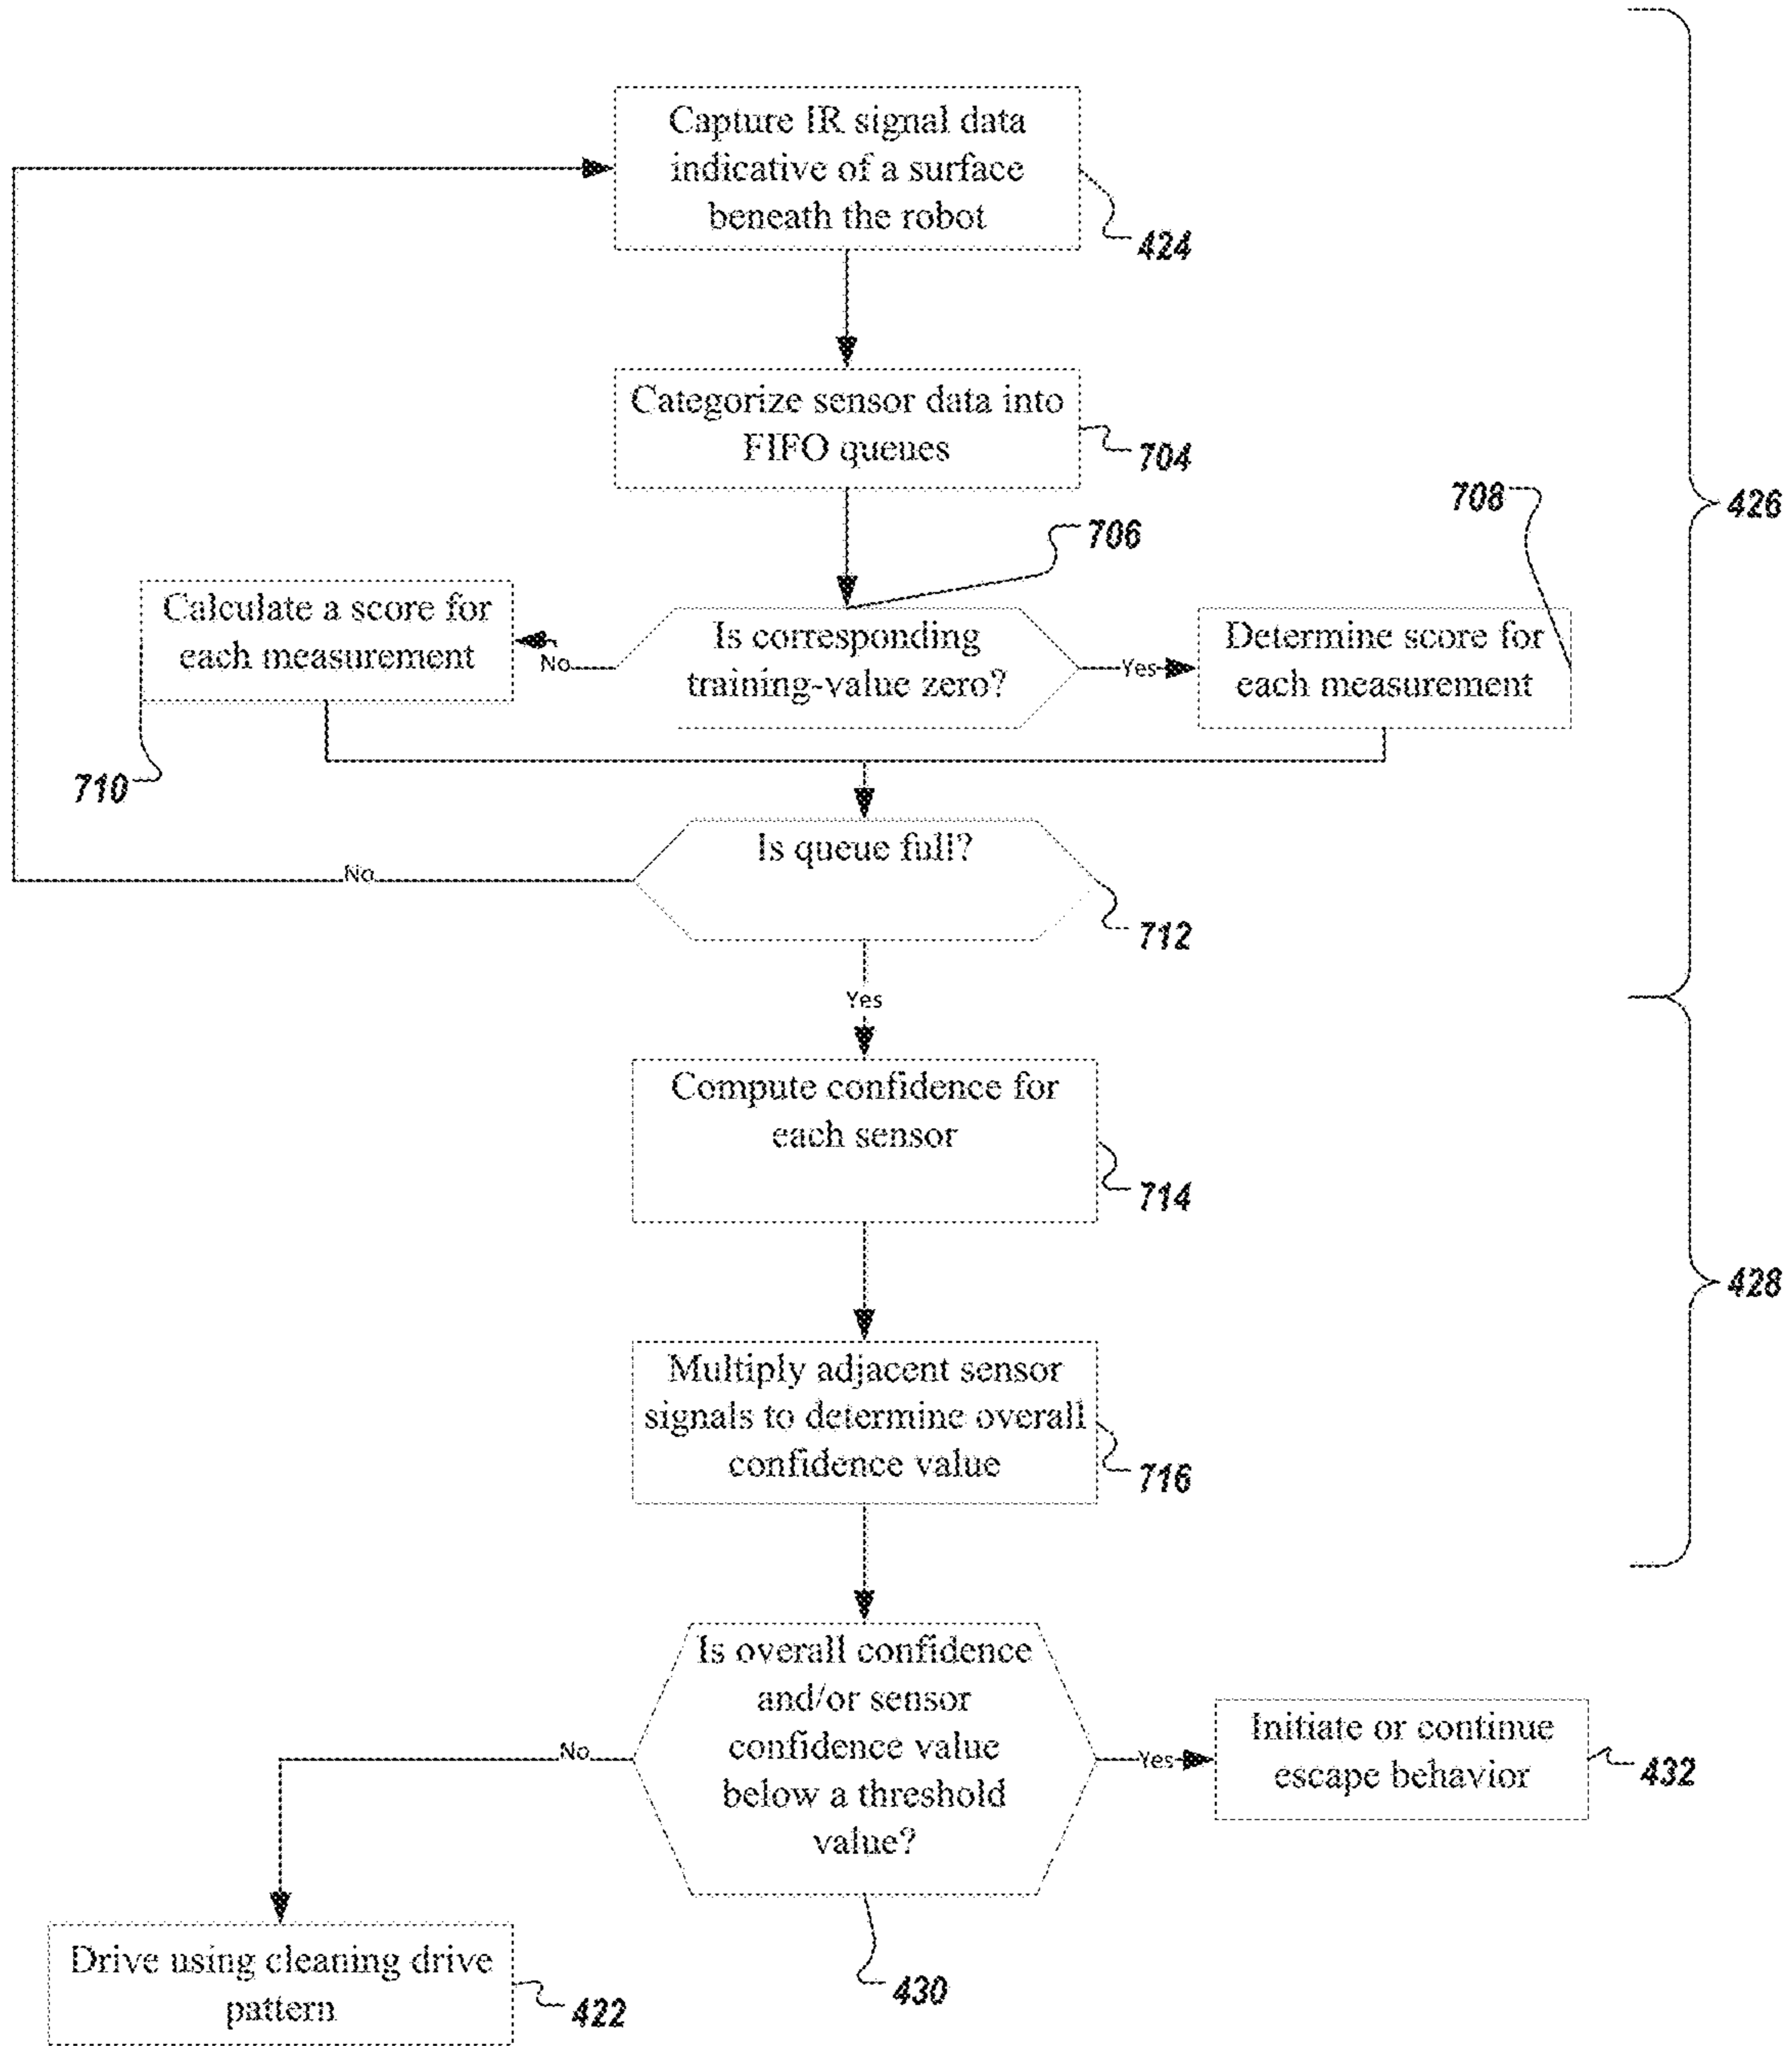 Capture IR signal data
indicative of a surface
beneath the robot
424
Categorize sensor data into
FIFO queues
704
708
426
706
Calculate a score for
each measurement
No
Is corresponding
training-value zero?
Yes
Determine score for
each measurement
710
Is queue full?
No
712
Yes
Compute confidence for
each sensor
714
428
Multiply adjacent sensor
signals to determine overall
confidence value
716
Is overall confidence
and/or sensor
confidence value
below a threshold
value?
No
Yes
Initiate or continue
escape behavior
432
430
Drive using cleaning drive
pattern
422